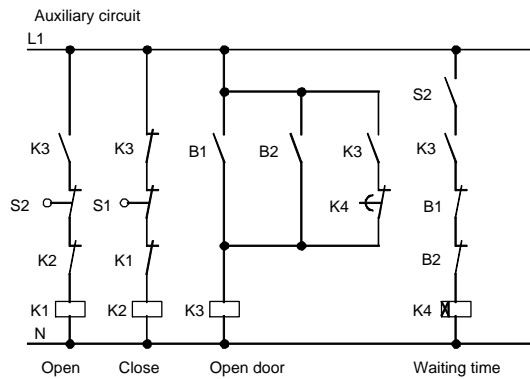 Auxiliary circuit
L1
S2
K3 K3 B1 B2 K3 K3
S2 S1 K4 B1
K2 K1 B2
K1 K2 K3 K4
N
Open Close Open door Waiting time